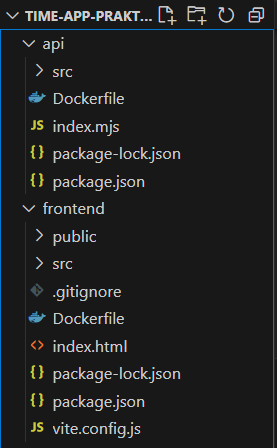 TIME-APP-PRAKT...
api
src
Dockerfile
JS index.mjs
{} package-lock.json
{} package.json
frontend
public
src
.gitignore
Dockerfile
<> index.html
{} package-lock.json
{} package.json
JS vite.config.js